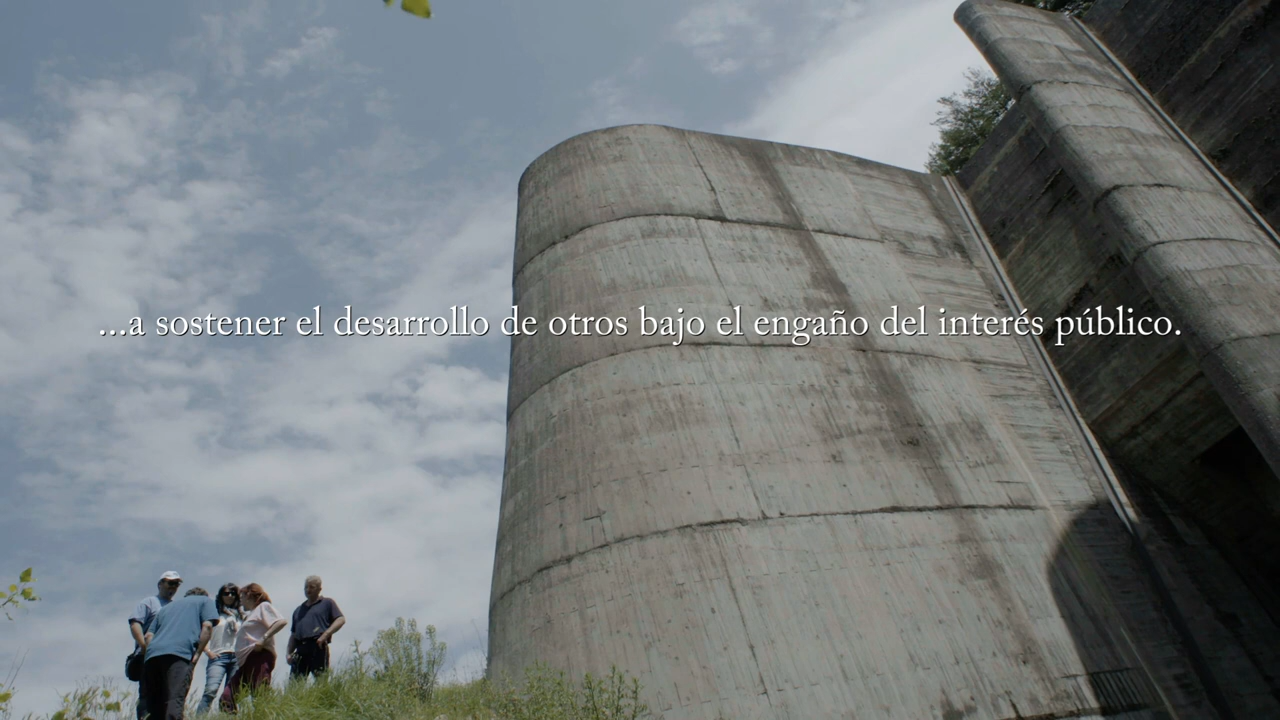 ...a sostener el desarrollo de otros bajo el engaño del interés público.